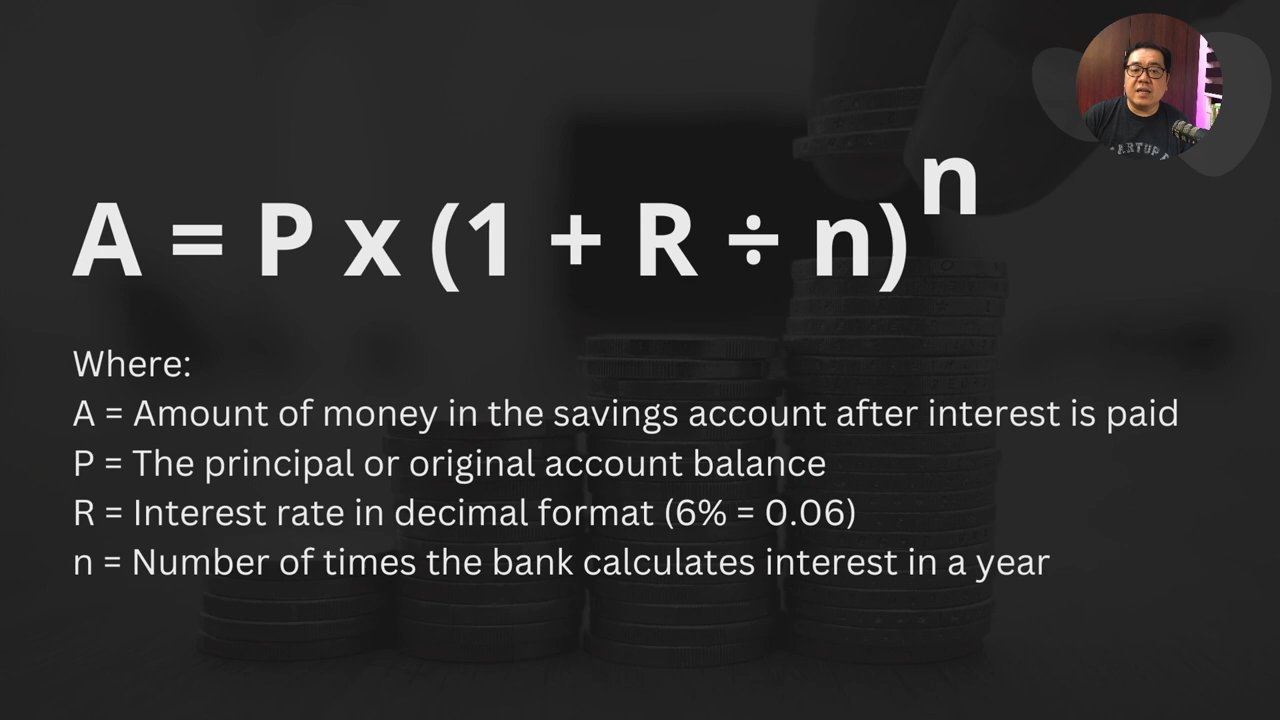 A = P x (1 + R ÷ n)ⁿ
Where:
A = Amount of money in the savings account after interest is paid
P = The principal or original account balance
R = Interest rate in decimal format (6% = 0.06)
n = Number of times the bank calculates interest in a year